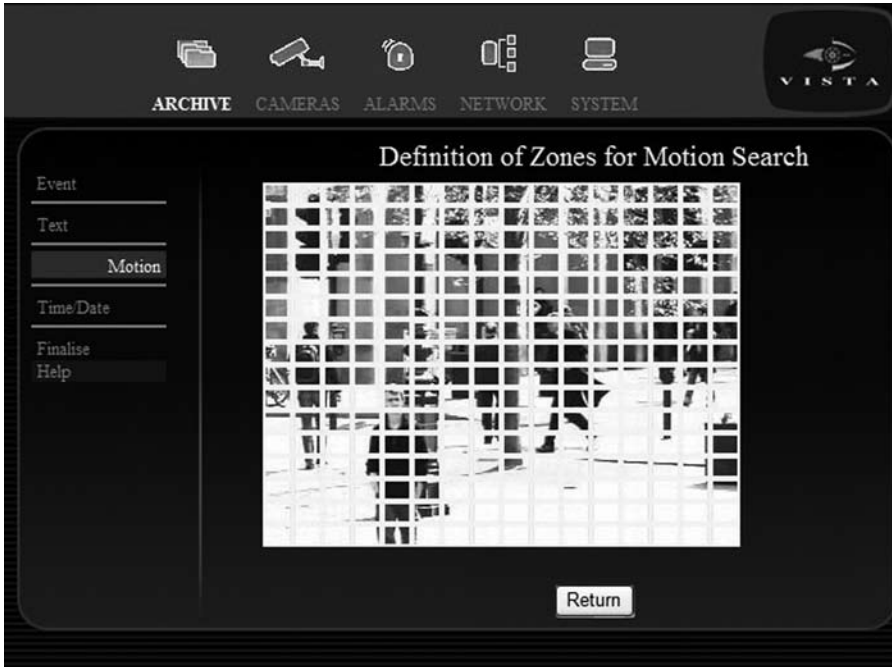 ARCHIVE CAMERAS ALARMS NETWORK SYSTEM
VISTA
Definition of Zones for Motion Search
Event
Text
Motion
Time/Date
Finalise
Help
Return